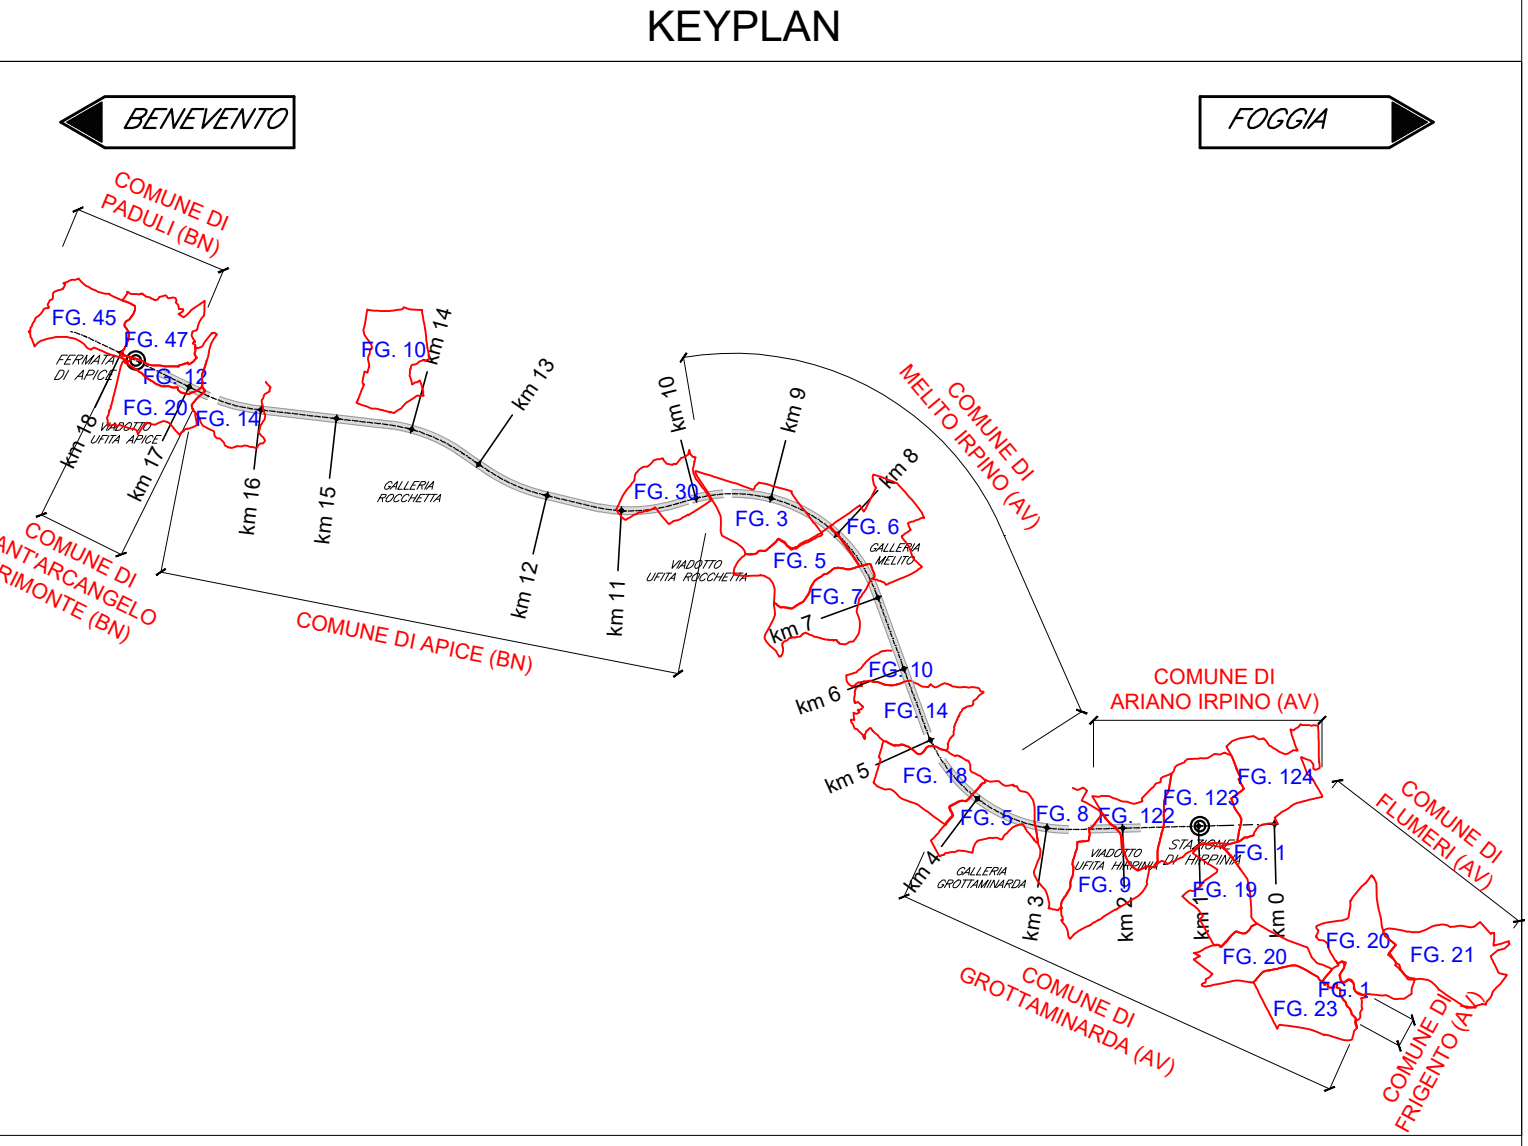 KEYPLAN
BENEVENTO
FOGGIA
COMUNE DI
PADULI (BN)
FG. 45
FG. 47
FERMATA
DI APICE
FG. 12
FG. 20
FG. 14
VIADOTTO
UFITA APICE
km 18
km 17
km 16
km 15
FG. 10
km 14
km 13
GALLERIA
ROCCHETTA
km 12
km 11
COMUNE DI
ANT'ARCANGELO
RIMONTE (BN)
COMUNE DI APICE (BN)
km 10
km 9
km 8
COMUNE DI
MELITO IRPINO (AV)
FG. 30
FG. 3
FG. 6
FG. 5
FG. 7
GALLERIA
MELITO
VIADOTTO
UFITA ROCCHETTA
km 7
FG. 10
km 6
FG. 14
km 5
FG. 18
FG. 5
km 4
COMUNE DI
ARIANO IRPINO (AV)
FG. 8
FG. 122
FG. 123
FG. 124
VIADOTTO
UFITA HIRPINIA
STAZIONE
DI HIRPINIA
FG. 1
FG. 9
FG. 19
GALLERIA
GROTTAMINARDA
km 3
km 2
km 1
km 0
COMUNE DI
FLUMERI (AV)
FG. 20
FG. 20
FG. 21
FG. 1
FG. 23
COMUNE DI
GROTTAMINARDA (AV)
COMUNE DI
FRIGENTO (AV)